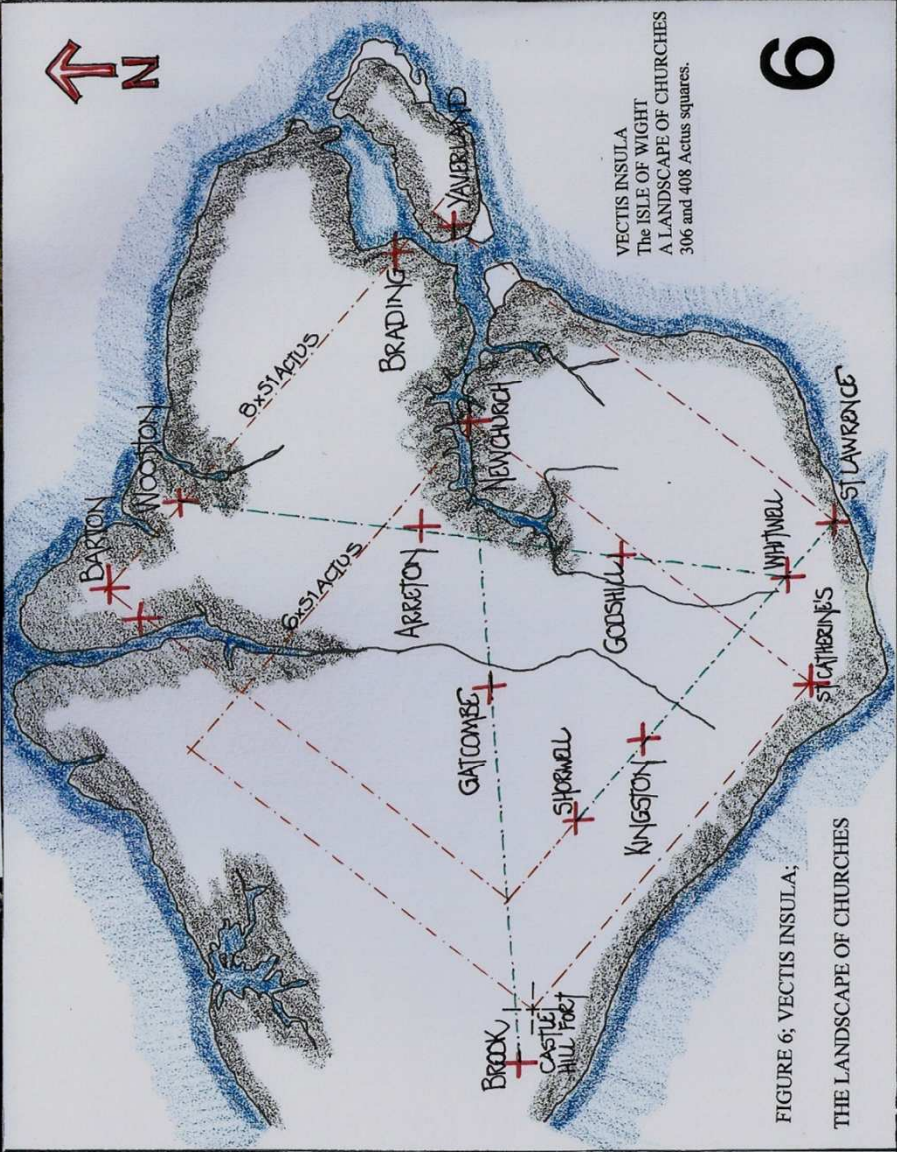 N
6
VECTIS INSULA
The ISLE OF WIGHT
A LANDSCAPE OF CHURCHES
306 and 408 Actus squares.
BARTON
WOOTTON
8x51 ACTUS
YAVERLAND
BRADING
6x51 ACTUS
ARRETON
NEWCHURCH
GATCOMBE
GODSHILL
SHORWELL
KINGSTON
WHITWELL
ST LAWRENCE
ST CATHERINE'S
BROOK
CASTLE
HILL FORT
FIGURE 6; VECTIS INSULA;
THE LANDSCAPE OF CHURCHES